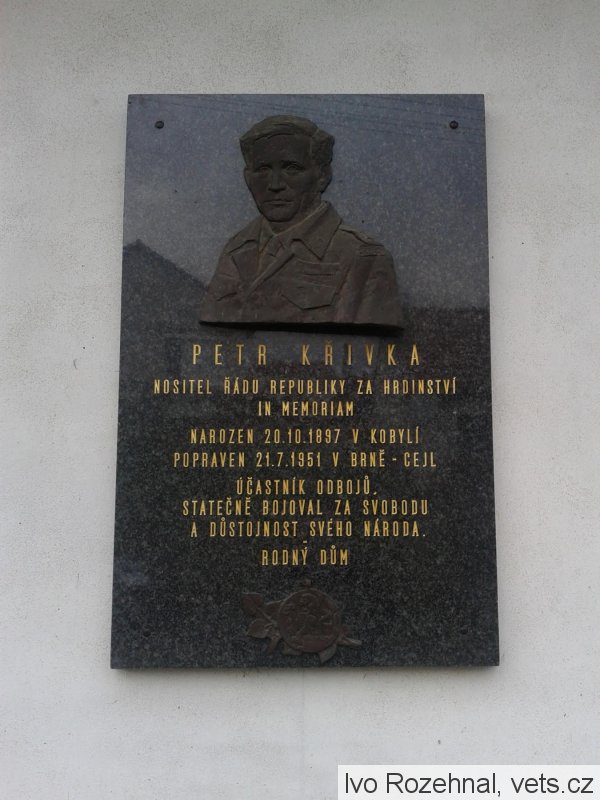 PETR KŘIVKA
NOSITEL ŘÁDU REPUBLIKY ZA HRDINSTVÍ
IN MEMORIAM
NAROZEN 20.10.1897 V KOBYLÍ
POPRAVEN 21.7.1951 V BRNĚ - CEJL
ÚČASTNÍK ODBOJŮ,
STATEČNĚ BOJOVAL ZA SVOBODU
A DŮSTOJNOST SVÉHO NÁRODA.
-
RODNÝ DŮM
Ivo Rozehnal, vets.cz